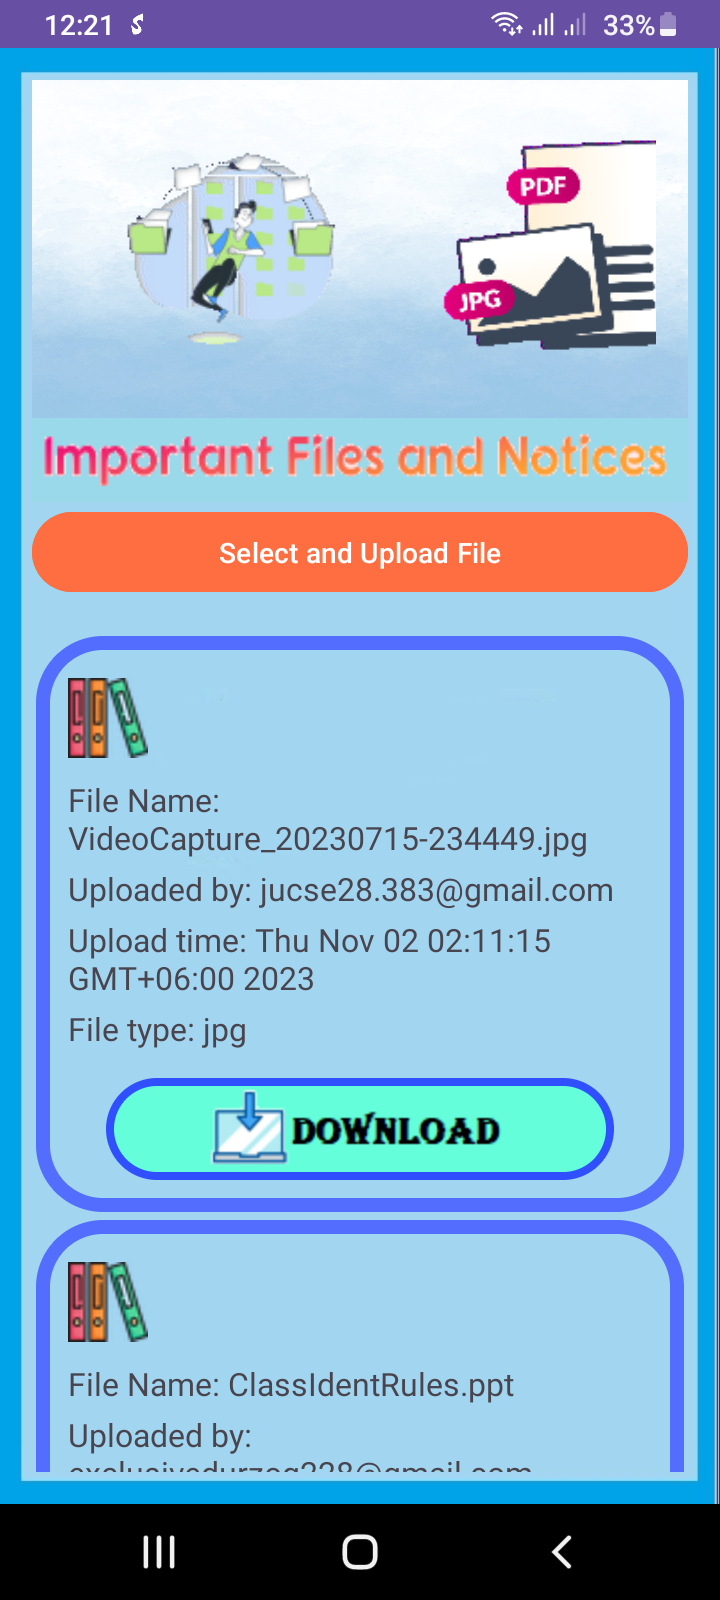 12:21
33%
PDF
JPG
Important Files and Notices
Select and Upload File
File Name:
VideoCapture_20230715-234449.jpg
Uploaded by: jucse28.383@gmail.com
Upload time: Thu Nov 02 02:11:15
GMT+06:00 2023
File type: jpg
DOWNLOAD
File Name: ClassIdentRules.ppt
Uploaded by: